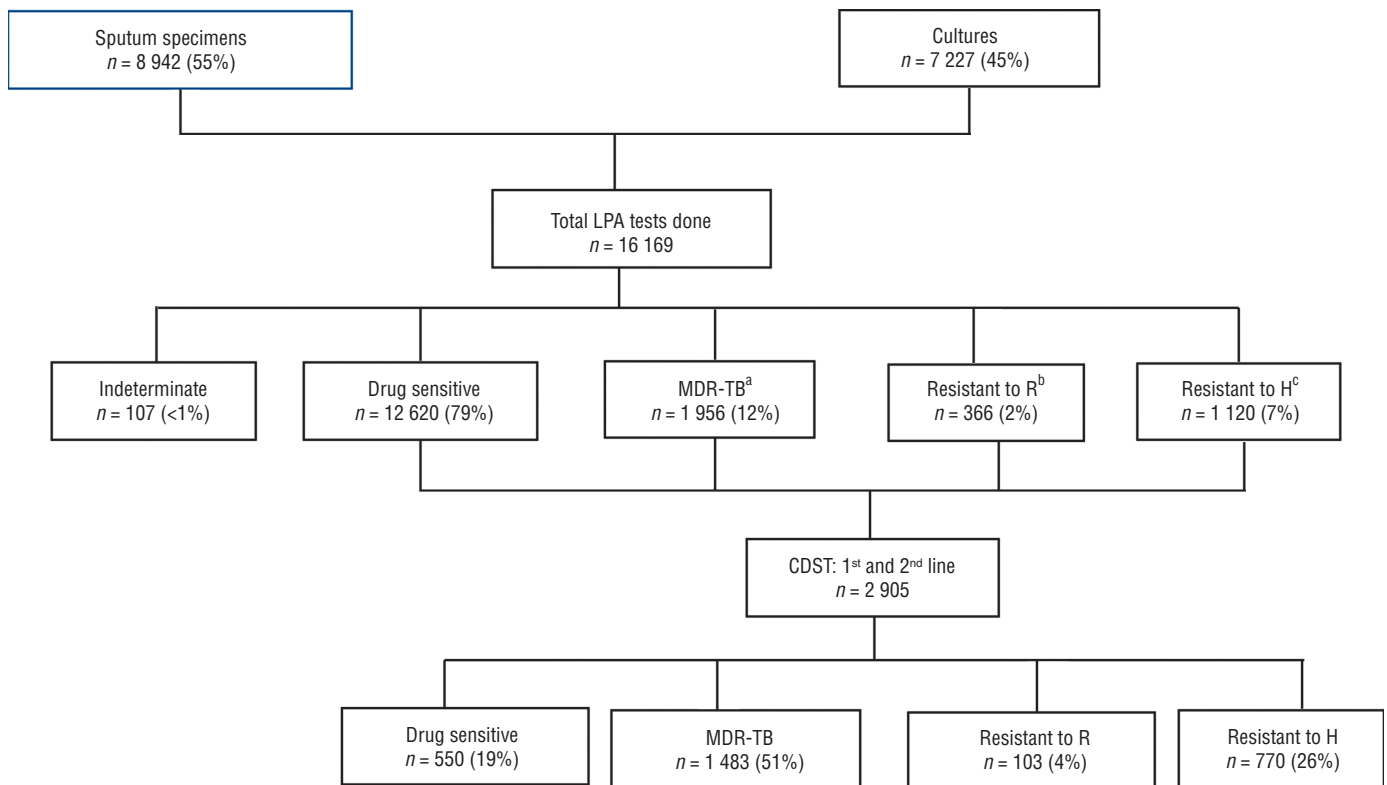 Sputum specimens
n = 8 942 (55%)
Cultures
n = 7 227 (45%)
Total LPA tests done
n = 16 169
Indeterminate
n = 107 (<1%)
Drug sensitive
n = 12 620 (79%)
MDR-TBᵃ
n = 1 956 (12%)
Resistant to Rᵇ
n = 366 (2%)
Resistant to Hᶜ
n = 1 120 (7%)
CDST: 1ˢᵗ and 2ⁿᵈ line
n = 2 905
Drug sensitive
n = 550 (19%)
MDR-TB
n = 1 483 (51%)
Resistant to R
n = 103 (4%)
Resistant to H
n = 770 (26%)